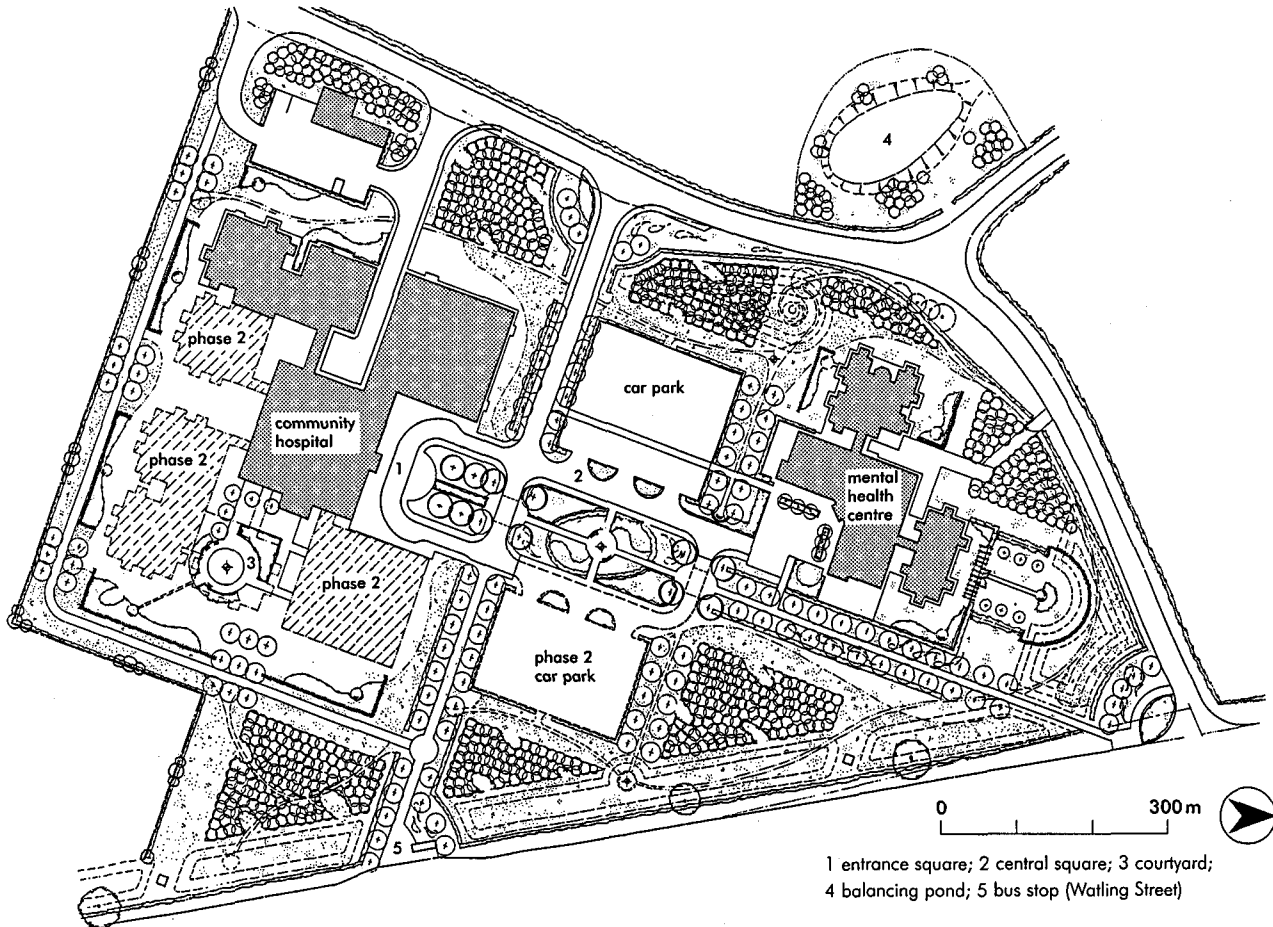 4
phase 2
car park
community
hospital
phase 2
1
2
mental
health
centre
3
phase 2
phase 2
car park
0 300 m
5
1 entrance square; 2 central square; 3 courtyard;
4 balancing pond; 5 bus stop (Watling Street)